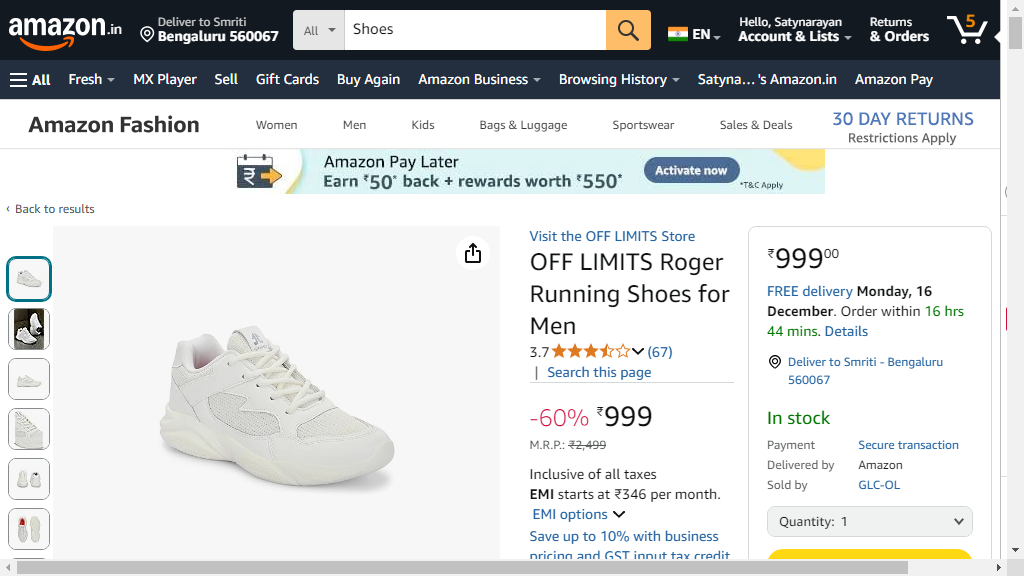 amazon.in
Deliver to Smriti
Bengaluru 560067
All
Shoes
EN
Hello, Satynarayan
Account & Lists
Returns
& Orders
5
All
Fresh
MX Player
Sell
Gift Cards
Buy Again
Amazon Business
Browsing History
Satyna… 's Amazon.in
Amazon Pay
Amazon Fashion
Women
Men
Kids
Bags & Luggage
Sportswear
Sales & Deals
30 DAY RETURNS
Restrictions Apply
Amazon Pay Later
Earn ₹50* back + rewards worth ₹550*
Activate now
*T&C Apply
‹ Back to results
Visit the OFF LIMITS Store
OFF LIMITS Roger
Running Shoes for
Men
3.7 (67)
| Search this page
-60% ₹999
M.R.P.: ₹2,499
Inclusive of all taxes
EMI starts at ₹346 per month.
EMI options
Save up to 10% with business
pricing and GST input tax credit
₹99900
FREE delivery Monday, 16
December. Order within 16 hrs
44 mins. Details
Deliver to Smriti - Bengaluru
560067
In stock
Payment Secure transaction
Delivered by Amazon
Sold by GLC-OL
Quantity: 1